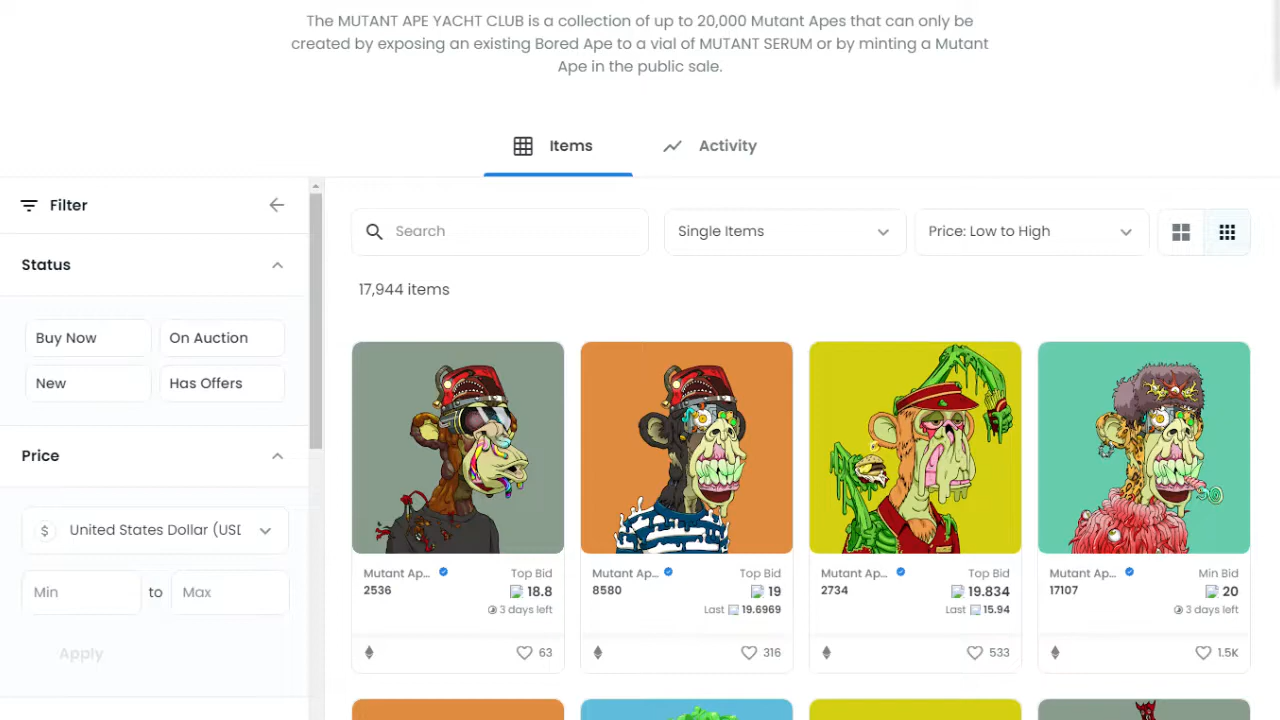 The MUTANT APE YACHT CLUB is a collection of up to 20,000 Mutant Apes that can only be
created by exposing an existing Bored Ape to a vial of MUTANT SERUM or by minting a Mutant
Ape in the public sale.
Items
Activity
Filter
Status
Buy Now
On Auction
New
Has Offers
Price
$ United States Dollar (USD
Min to Max
Apply
Search
Single Items
Price: Low to High
17,944 items
Mutant Ap... Top Bid
2536 18.8
3 days left
63
Mutant Ap... Top Bid
8580 19
Last 19.6969
316
Mutant Ap... Top Bid
2734 19.834
Last 15.94
533
Mutant Ap... Min Bid
17107 20
3 days left
1.5K